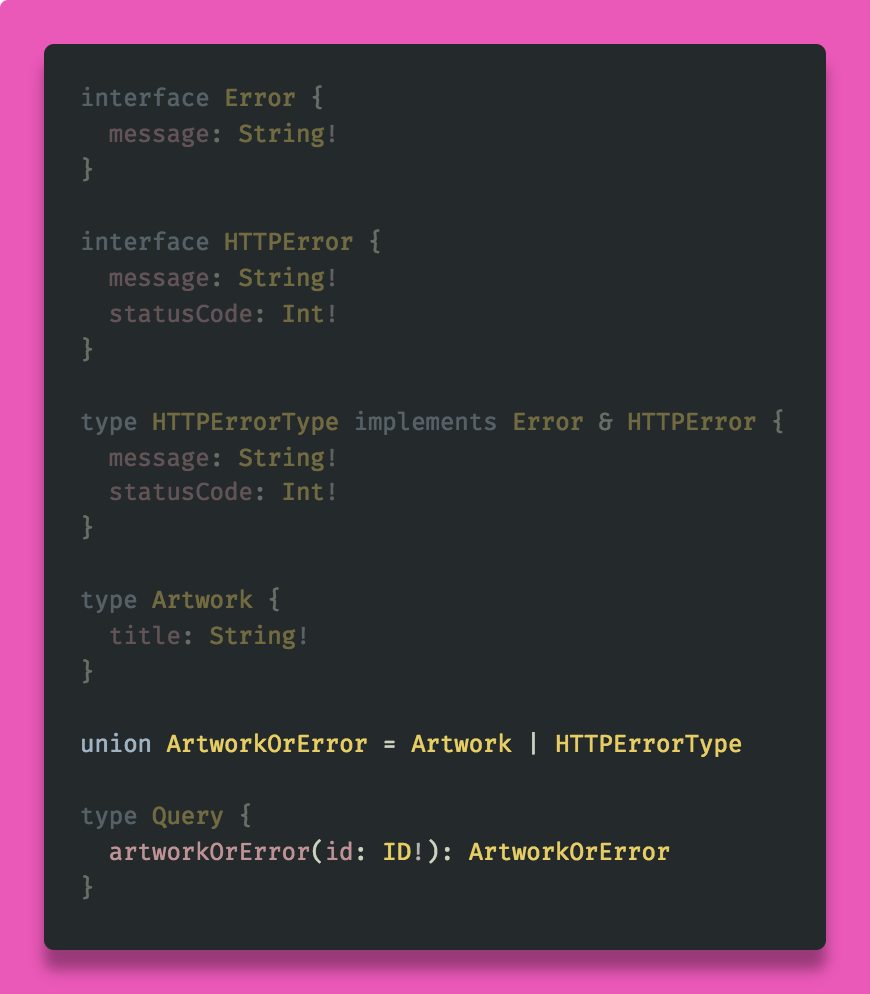 interface Error {
  message: String!
}

interface HTTPError {
  message: String!
  statusCode: Int!
}

type HTTPErrorType implements Error & HTTPError {
  message: String!
  statusCode: Int!
}

type Artwork {
  title: String!
}

union ArtworkOrError = Artwork | HTTPErrorType

type Query {
  artworkOrError(id: ID!): ArtworkOrError
}